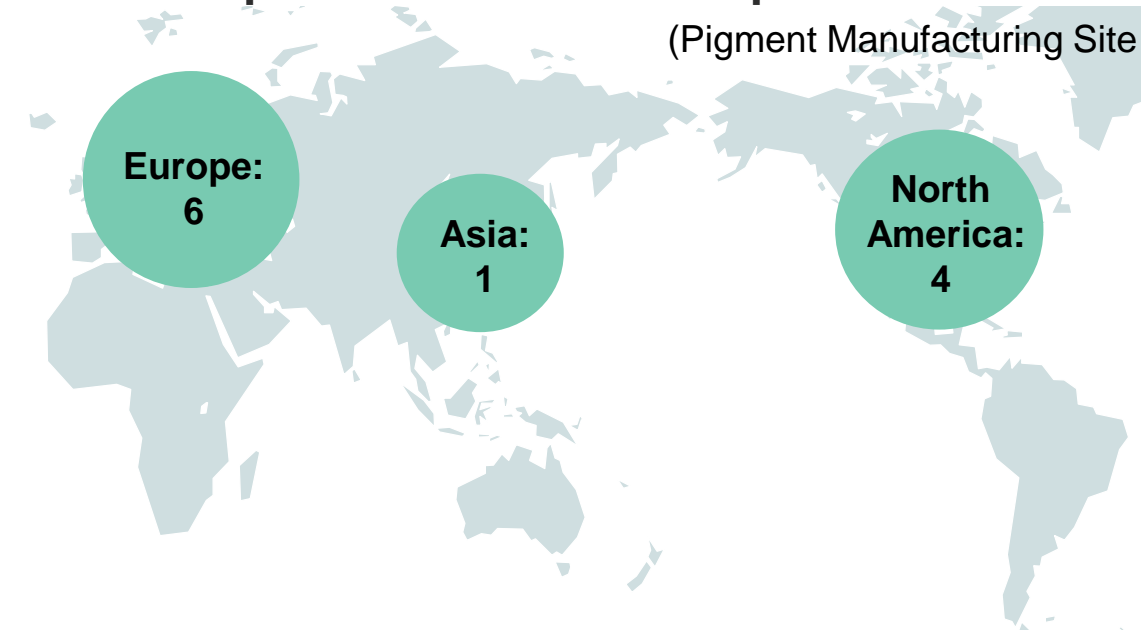 (Pigment Manufacturing Site
Europe:
6
Asia:
1
North
America:
4